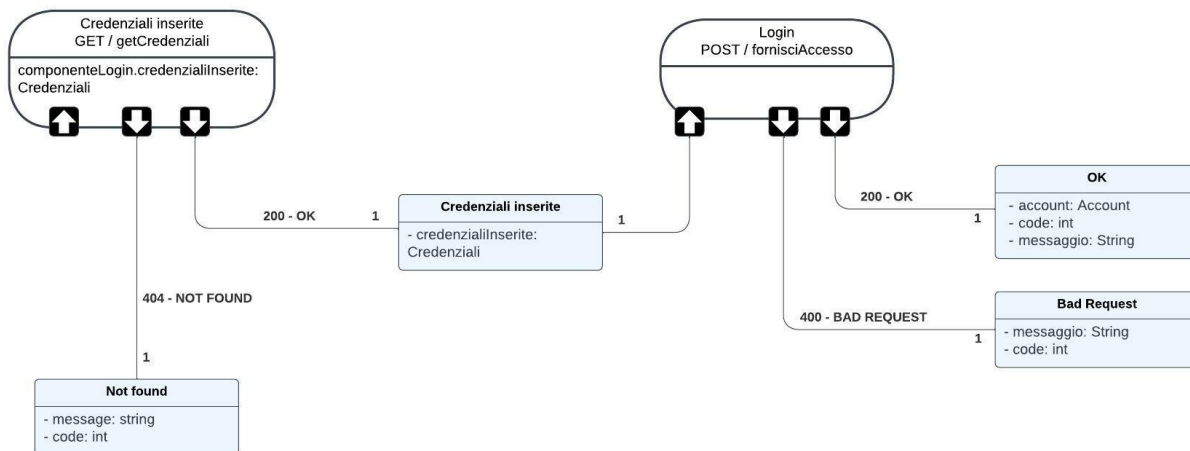 Credenziali inserite
GET / getCredenziali
componenteLogin.credenzialiInserite:
Credenziali
Login
POST / fornisciAccesso
200 - OK
1
Credenziali inserite
- credenzialiInserite:
Credenziali
1
200 - OK
1
OK
- account: Account
- code: int
- messaggio: String
404 - NOT FOUND
1
400 - BAD REQUEST
1
Bad Request
- messaggio: String
- code: int
Not found
- message: string
- code: int